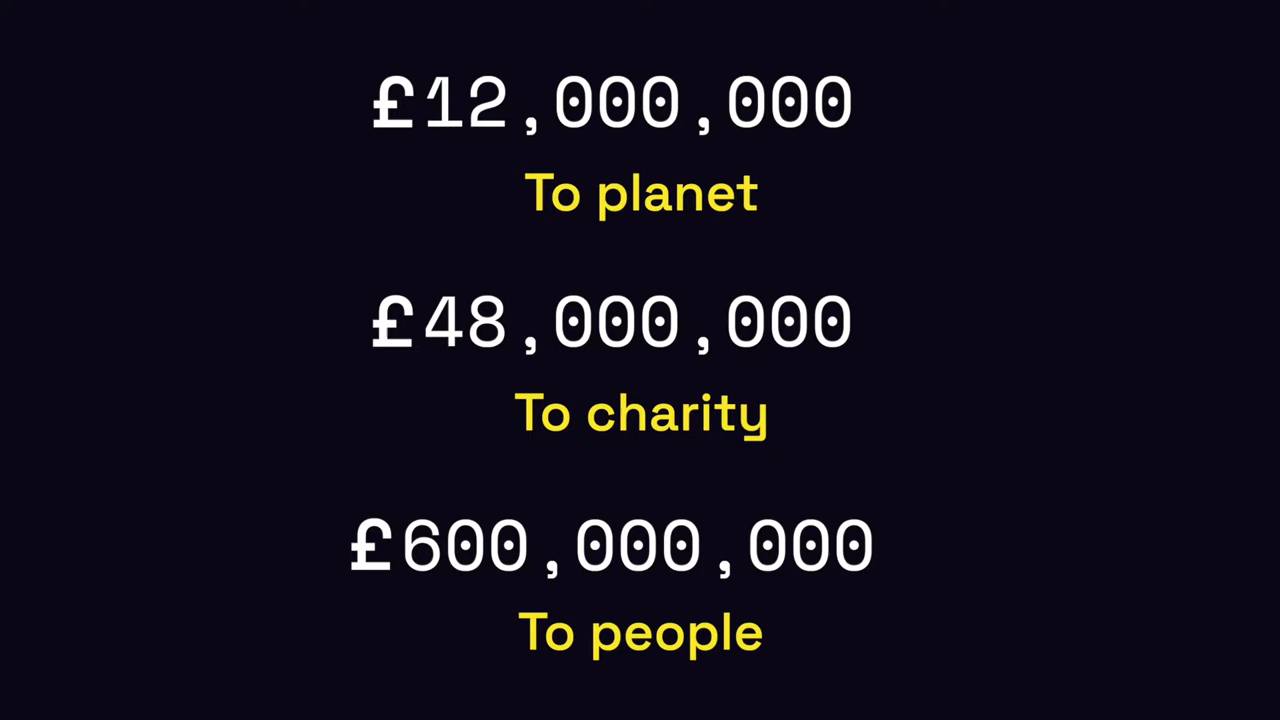 £12,000,000
To planet
£48,000,000
To charity
£600,000,000
To people